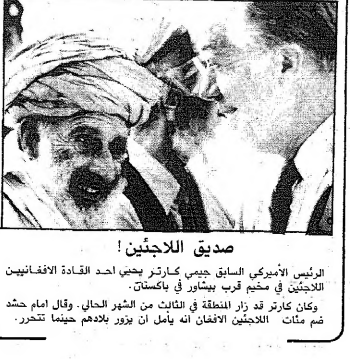 صديق اللاجئين!
الرئيس الأميركي السابق جيمي كارتر يحيي احد القادة الافغانيين
اللاجئين في مخيم قرب بيشاور في باكستان.
وكان كارتر قد زار المنطقة في الثالث من الشهر الحالي. وقال امام حشد
ضم مئات اللاجئين الافغان انه يأمل ان يزور بلادهم حينما تتحرر.